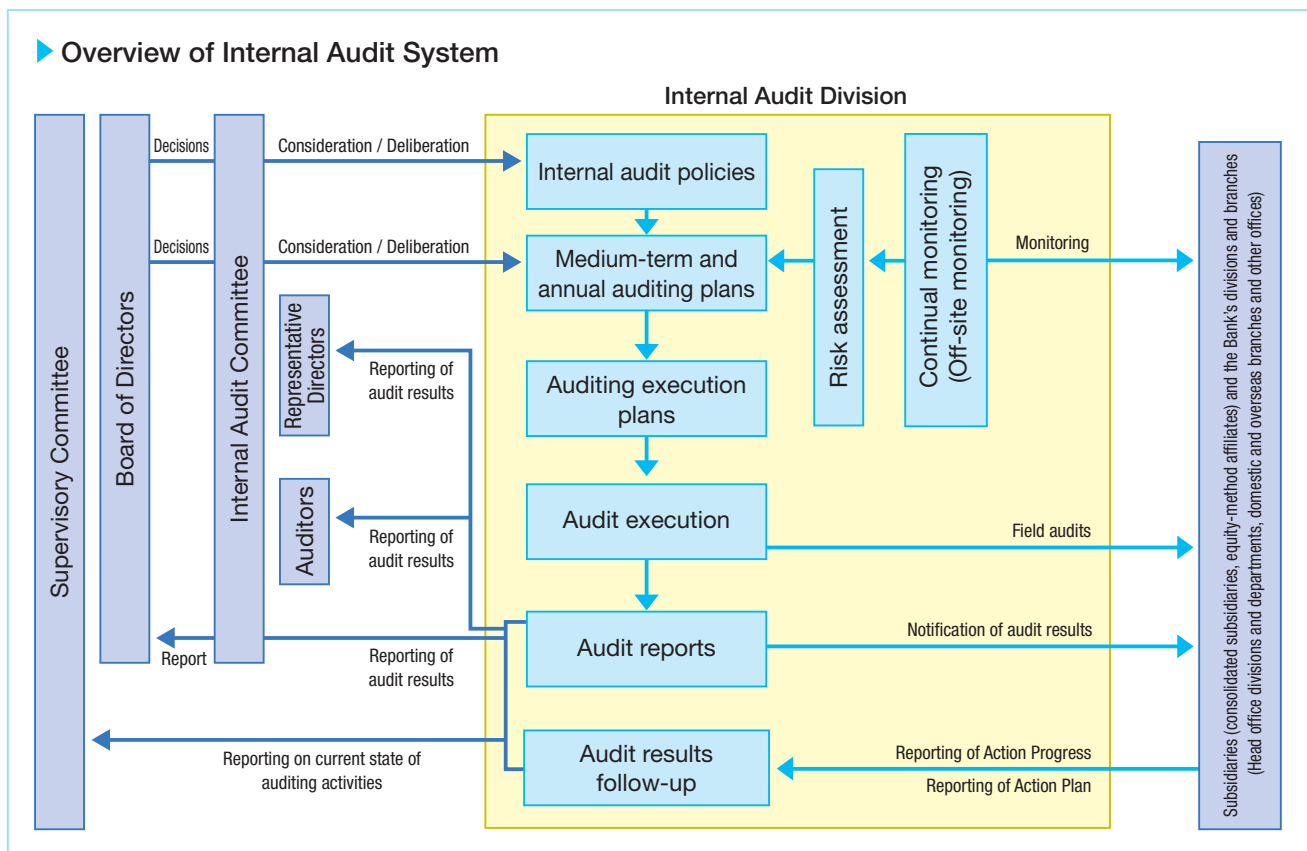 Overview of Internal Audit System
Internal Audit Division
Supervisory Committee
Board of Directors
Internal Audit Committee
Decisions
Consideration / Deliberation
Internal audit policies
Decisions
Consideration / Deliberation
Medium-term and
annual auditing plans
Risk assessment
Continual monitoring
(Off-site monitoring)
Monitoring
Representative
Directors
Reporting of
audit results
Auditing execution
plans
Auditors
Reporting of
audit results
Audit execution
Field audits
Report
Reporting of
audit results
Audit reports
Notification of audit results
Reporting on current state of
auditing activities
Audit results
follow-up
Reporting of Action Progress
Reporting of Action Plan
Subsidiaries (consolidated subsidiaries, equity-method affiliates) and the Bank's divisions and branches
(Head office divisions and departments, domestic and overseas branches and other offices)